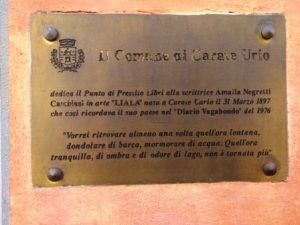 Il Comune di Carate Urio
dedica il Punto di Prestito Libri alla scrittrice Amalia Negretti
in arte "LIALA" nata a Carate Lario il 31 Marzo 1897
che così ricordava il suo paese nel "Diario Vagabondo" del 1976
"Vorrei ritrovare almeno una volta quell'ora lontana,
dondolare di barca, mormorare di acqua. Quell'ora
tranquilla, di ombra e di odore di lago, non è tornata più"